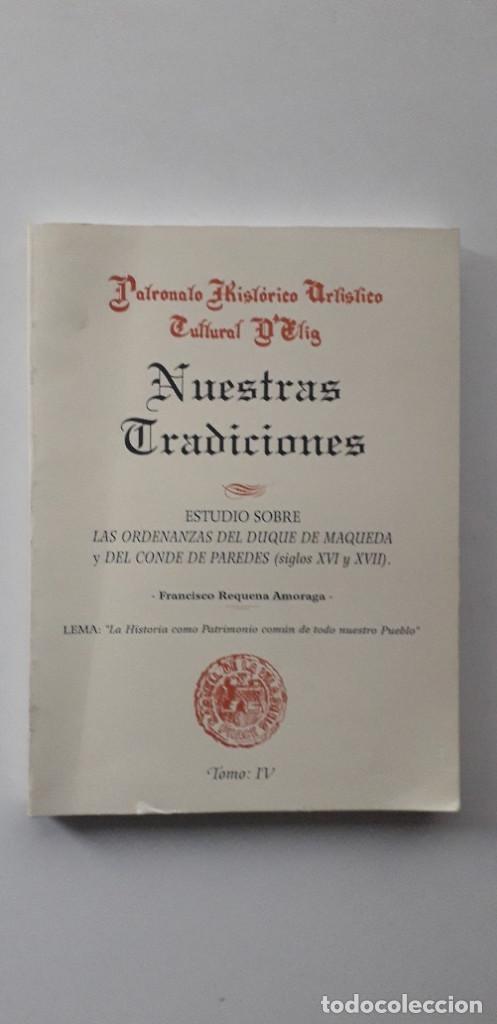 Patronato Histórico Artístico
Cultural D'Elig
Nuestras
Tradiciones
ESTUDIO SOBRE
LAS ORDENANZAS DEL DUQUE DE MAQUEDA
y DEL CONDE DE PAREDES (siglos XVI y XVII).
- Francisco Requena Amoraga -
LEMA: "La Historia como Patrimonio común de todo nuestro Pueblo"
Tomo: IV
todocoleccion